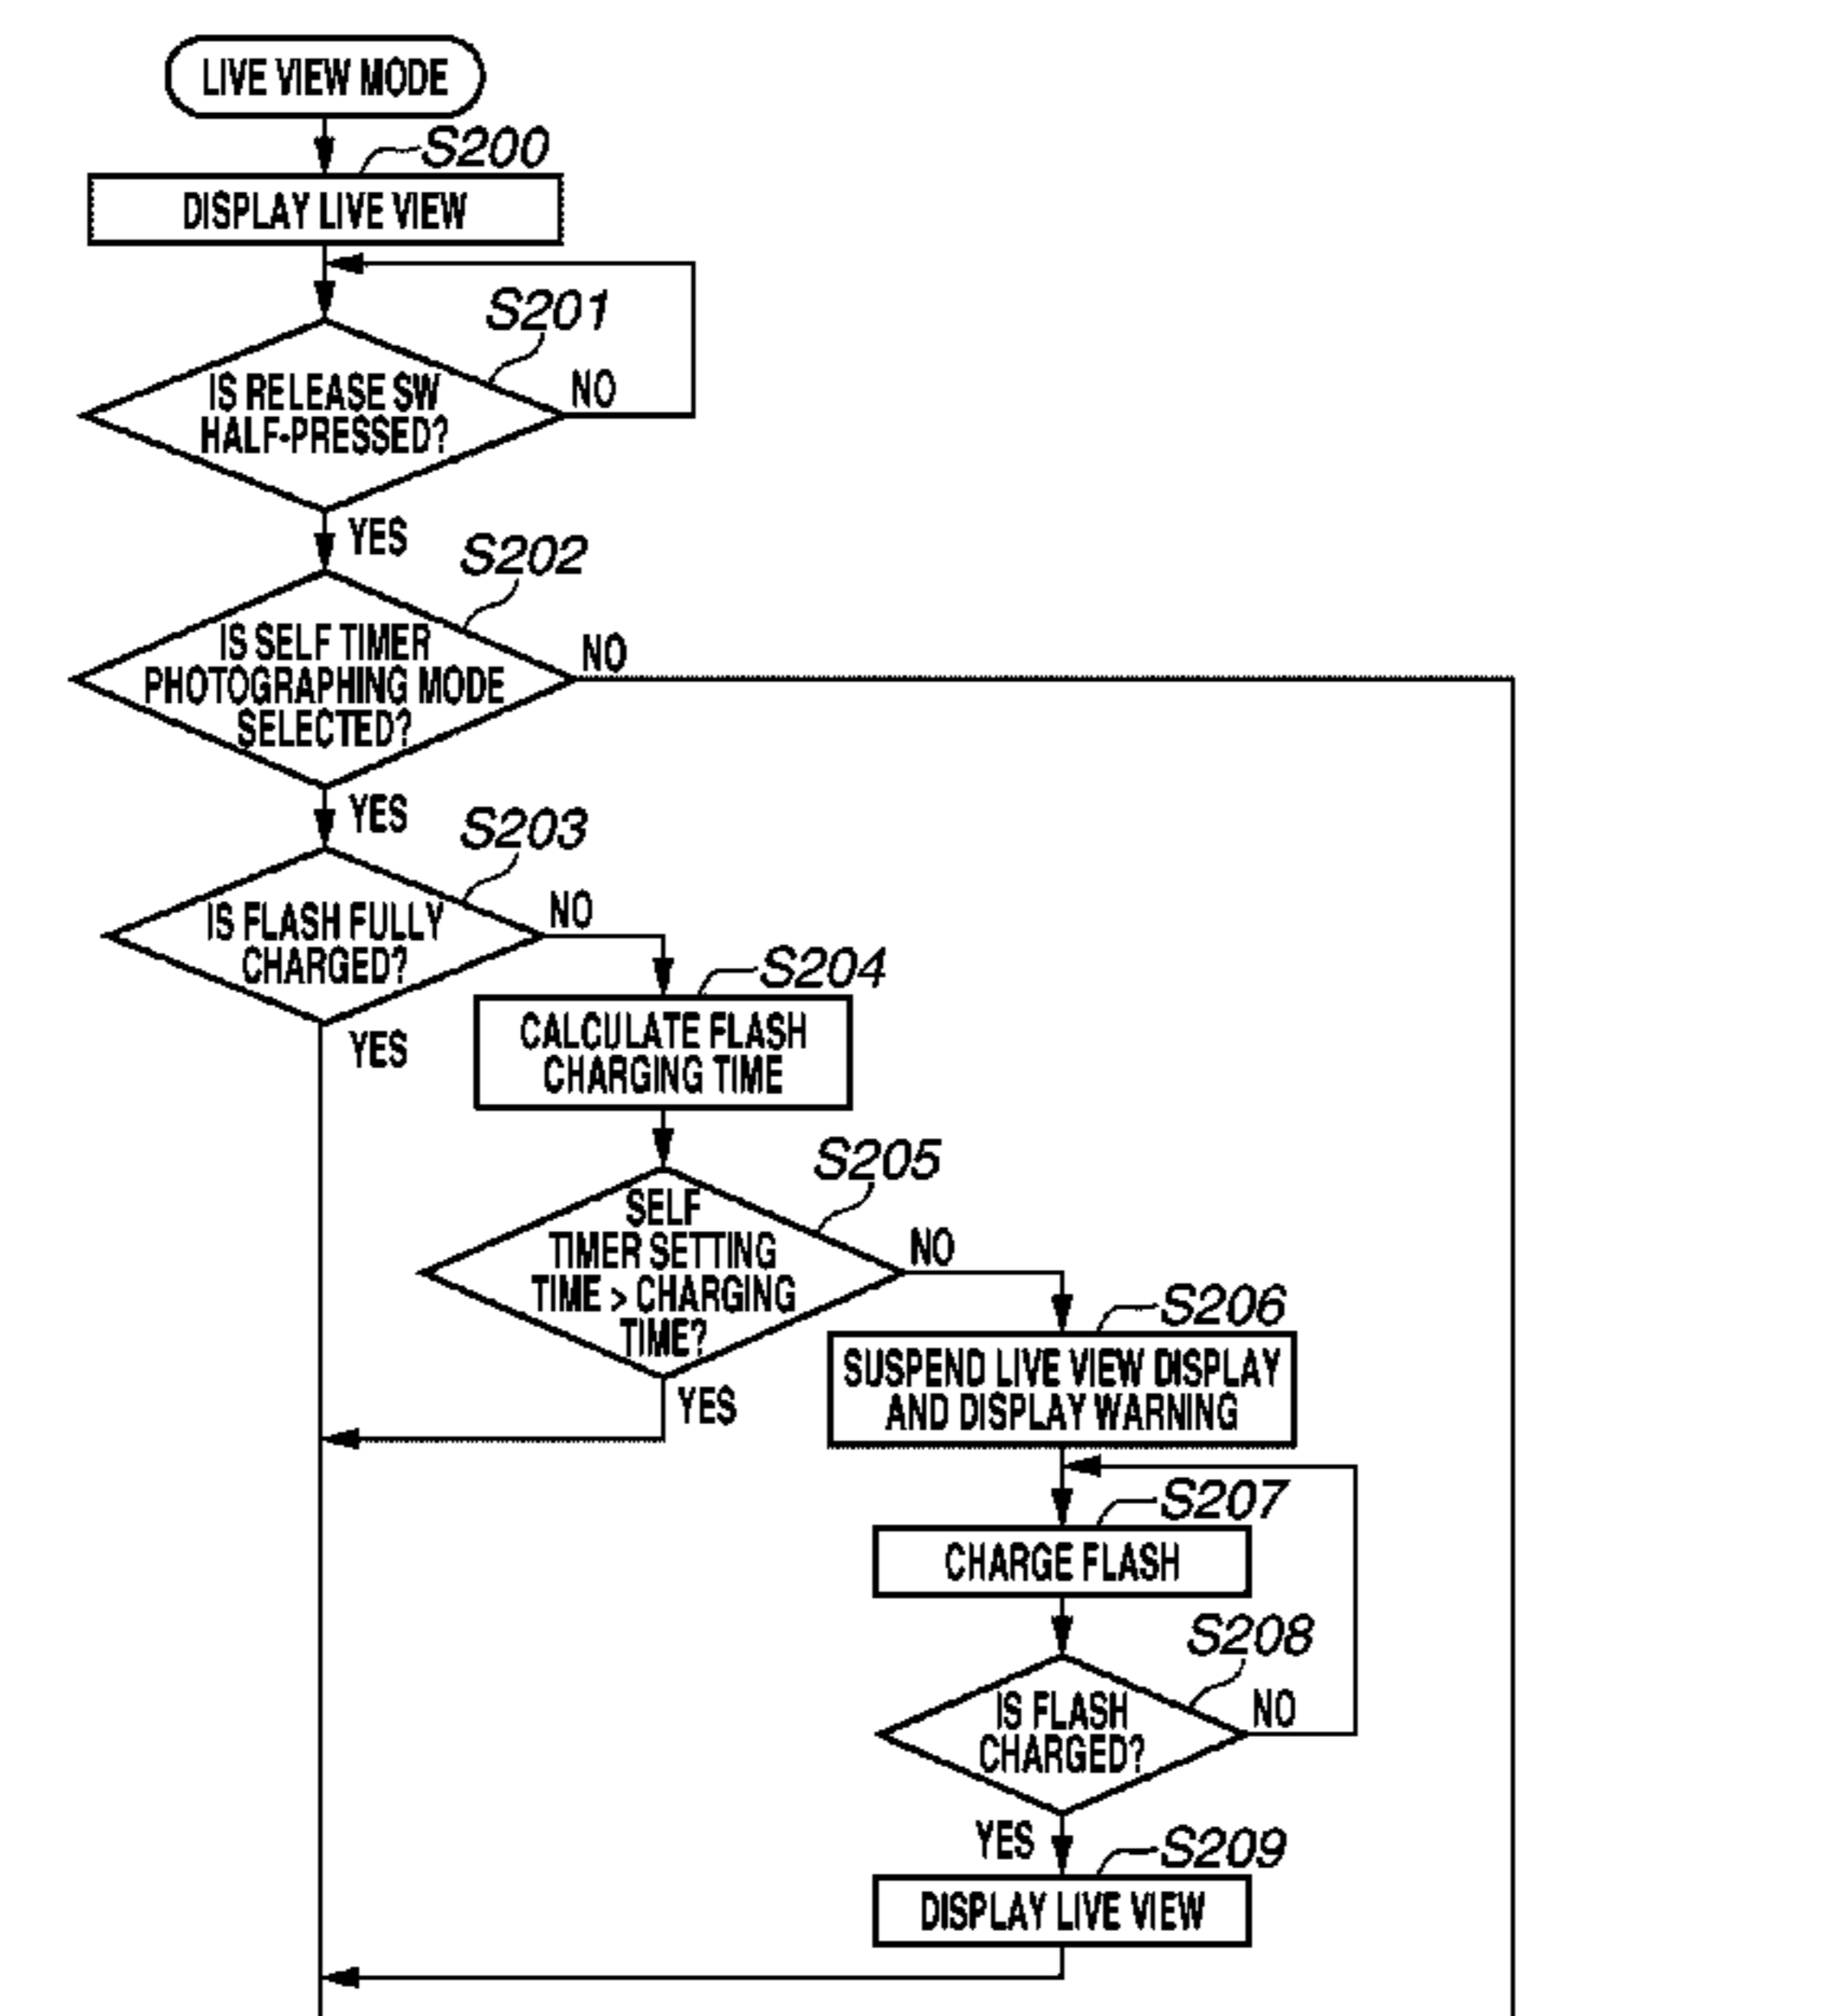 LIVE VIEW MODE
S200
DISPLAY LIVE VIEW
S201
IS RELEASE SW
HALF-PRESSED?
NO
YES
S202
IS SELF TIMER
PHOTOGRAPHING MODE
SELECTED?
NO
YES
S203
IS FLASH FULLY
CHARGED?
NO
YES
S204
CALCULATE FLASH
CHARGING TIME
S205
SELF
TIMER SETTING
TIME > CHARGING
TIME?
NO
YES
S206
SUSPEND LIVE VIEW DISPLAY
AND DISPLAY WARNING
S207
CHARGE FLASH
S208
IS FLASH
CHARGED?
NO
YES
S209
DISPLAY LIVE VIEW